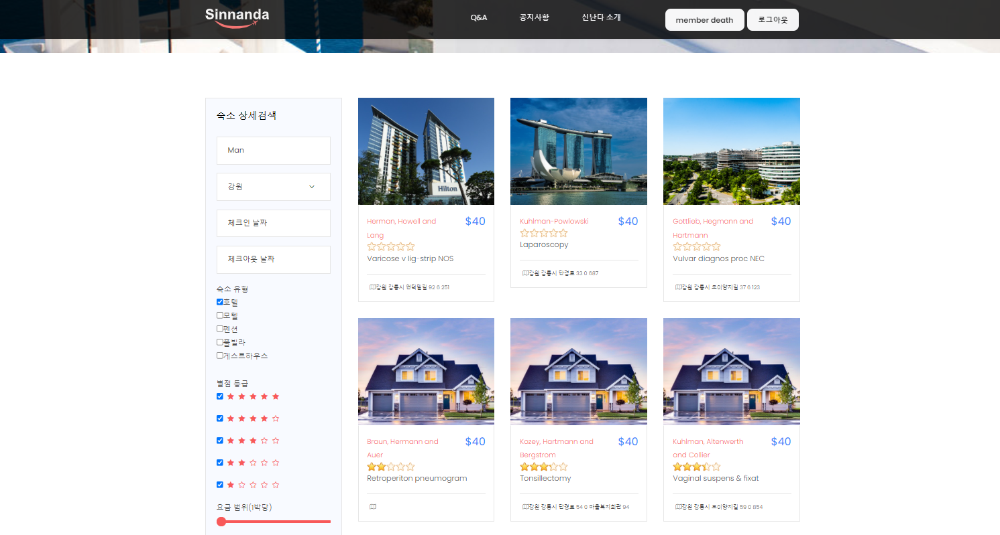 Sinnanda
Q&A
공지사항
신난다 소개
member death
로그아웃
숙소 상세검색
Man
강원
체크인 날짜
체크아웃 날짜
숙소 유형
호텔
모텔
펜션
풀빌라
게스트하우스
별점 등급
요금 범위(1박당)
Hilton
Herman, Howell and
Lang
$40
Varicose v lig-strip NOS
강원 강릉시 언덕밑길 92 6 251
Kuhlman-Powlowski
$40
Laparoscopy
강원 강릉시 단경로 33 0 687
Gottlieb, Hegmann and
Hartmann
$40
Vulvar diagnos proc NEC
강원 강릉시 우이양지길 37 6 123
Braun, Hermann and
Auer
$40
Retroperiton pneumogram
Kozey, Hartmann and
Bergstrom
$40
Tonsillectomy
강원 강릉시 단경로 54 0 마을복지회관 94
Kuhlman, Altenwerth
and Collier
$40
Vaginal suspens & fixat
강원 강릉시 우이양지길 59 0 854